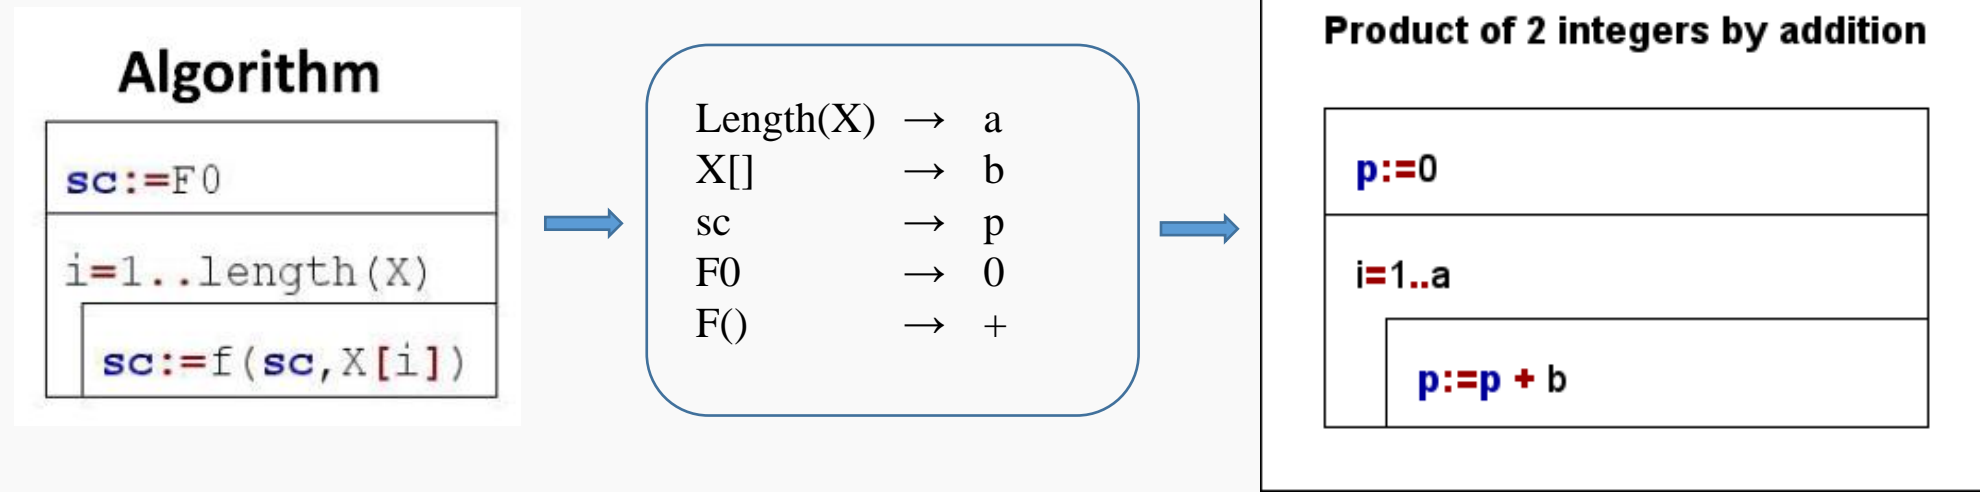 Algorithm
sc:=F0
i=1..length(X)
sc:=f(sc,X[i])
Length(X) → a
X[] → b
sc → p
F0 → 0
F() → +
Product of 2 integers by addition
p:=0
i=1..a
p:=p + b